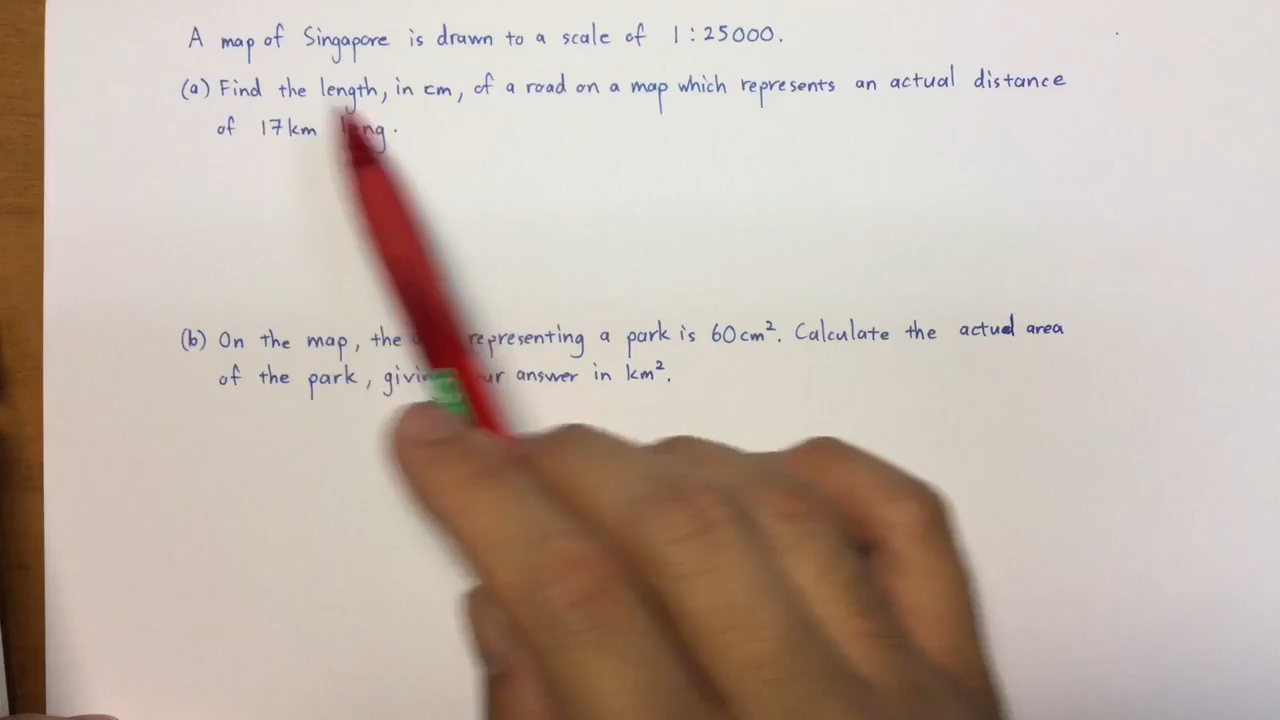 A map of Singapore is drawn to a scale of 1 : 25000.
(a) Find the length, in cm, of a road on a map which represents an actual distance
of 17km long.
(b) On the map, the representing a park is 60cm². Calculate the actual area
of the park, answer in km².